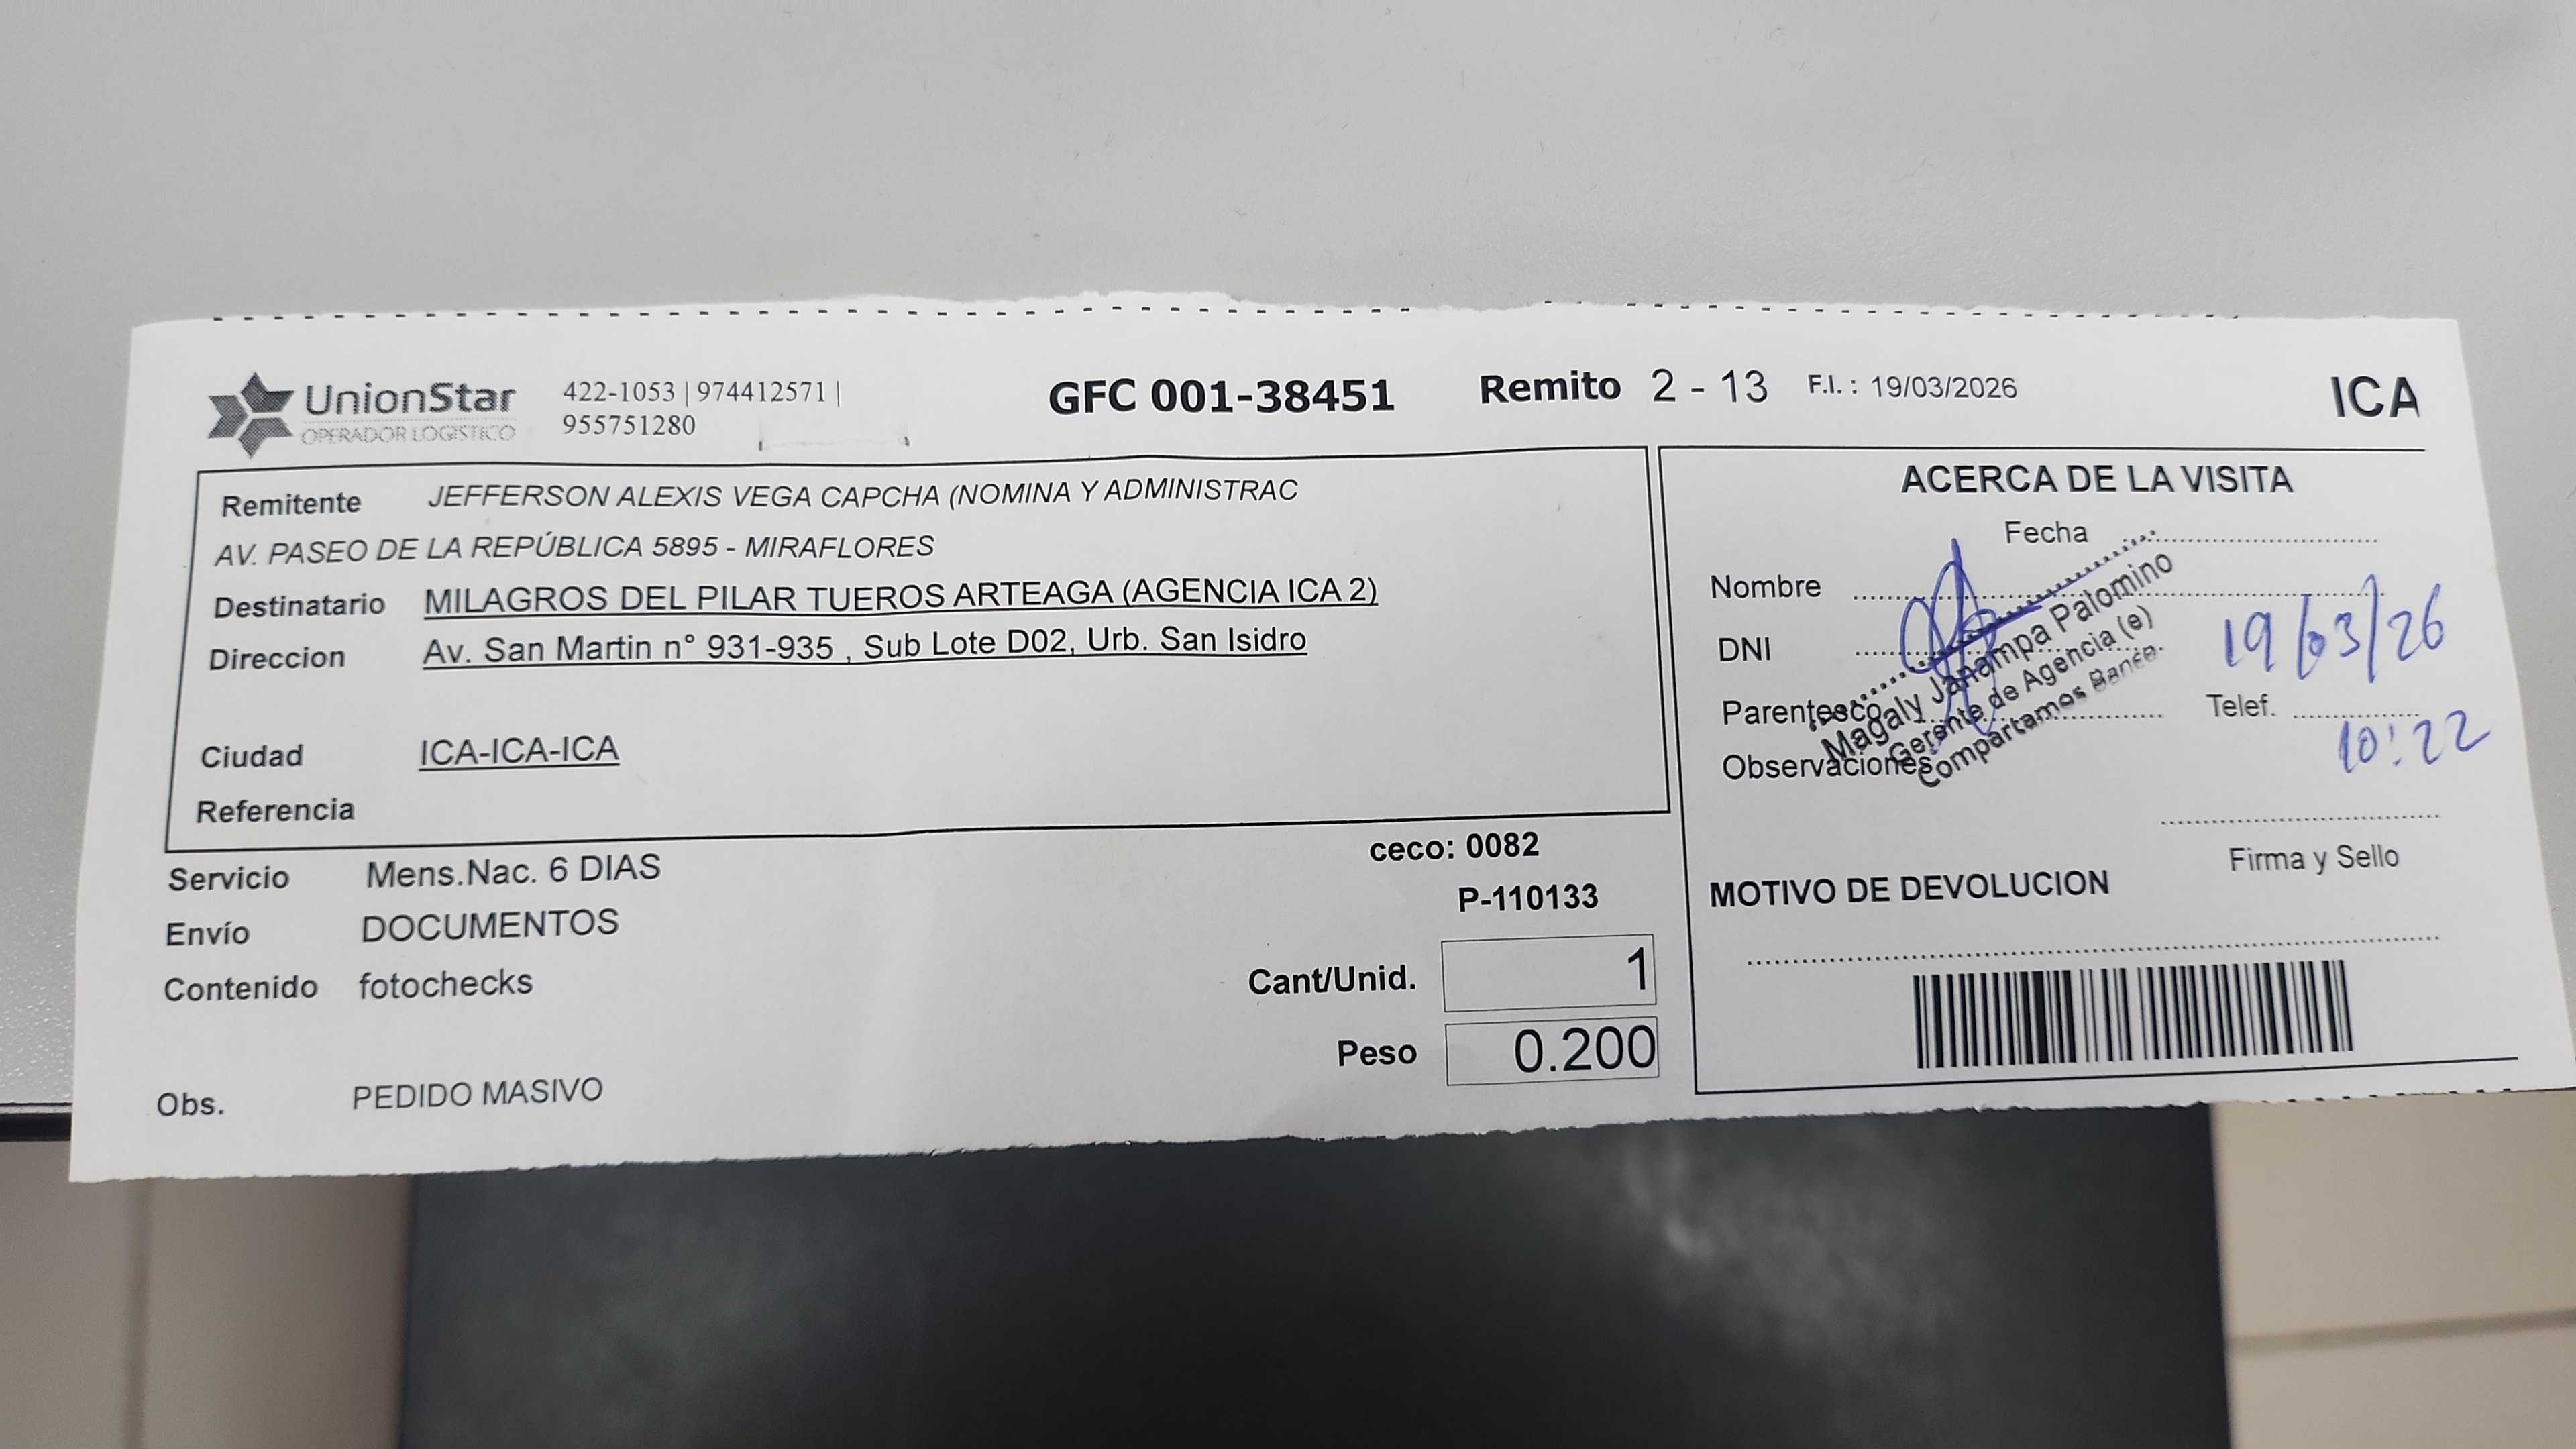 UnionStar
OPERADOR LOGISTICO
422-1053 | 974412571 |
955751280
GFC 001-38451
Remito 2 - 13 F.I. : 19/03/2026
ICA
Remitente JEFFERSON ALEXIS VEGA CAPCHA (NOMINA Y ADMINISTRAC
AV. PASEO DE LA REPÚBLICA 5895 - MIRAFLORES
Destinatario MILAGROS DEL PILAR TUEROS ARTEAGA (AGENCIA ICA 2)
Direccion Av. San Martin n° 931-935 , Sub Lote D02, Urb. San Isidro
Ciudad ICA-ICA-ICA
Referencia
Servicio Mens.Nac. 6 DIAS
Envío DOCUMENTOS
Contenido fotochecks
Obs. PEDIDO MASIVO
ceco: 0082
P-110133
Cant/Unid. 1
Peso 0.200
ACERCA DE LA VISITA
Fecha
Nombre
DNI
19/03/26
Parentesco
Telef.
10:22
Observaciones
Magaly Janampa Palomino
Gerente de Agencia (e)
Compartamos Banco
Firma y Sello
MOTIVO DE DEVOLUCION